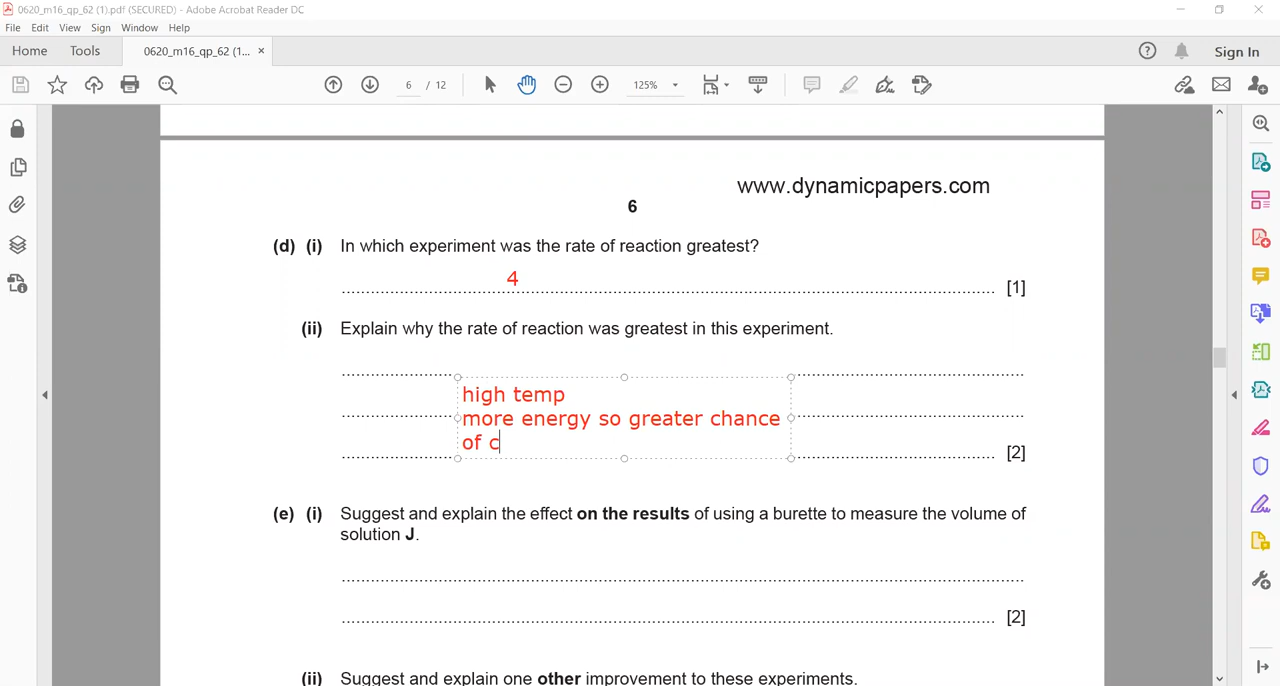 0620_m16_qp_62 (1).pdf (SECURED) - Adobe Acrobat Reader DC
File Edit View Sign Window Help
Home Tools 0620_m16_qp_62 (1... × Sign In
6 / 12 125%
www.dynamicpapers.com
6
(d) (i) In which experiment was the rate of reaction greatest?
4
[1]
(ii) Explain why the rate of reaction was greatest in this experiment.
high temp
more energy so greater chance
of c
[2]
(e) (i) Suggest and explain the effect on the results of using a burette to measure the volume of
solution J.
[2]
(ii) Suggest and explain one other improvement to these experiments.